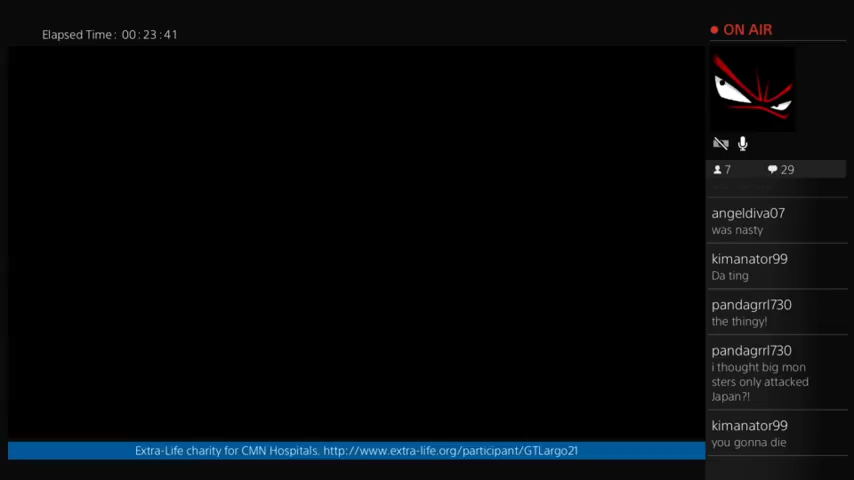 Elapsed Time: 00:23:41
ON AIR
7 29
angeldiva07
was nasty
kimanator99
Da ting
pandagrrl730
the thingy!
pandagrrl730
i thought big mon
sters only attacked
Japan?!
kimanator99
you gonna die
Extra-Life charity for CMN Hospitals. http://www.extra-life.org/participant/GTLargo21